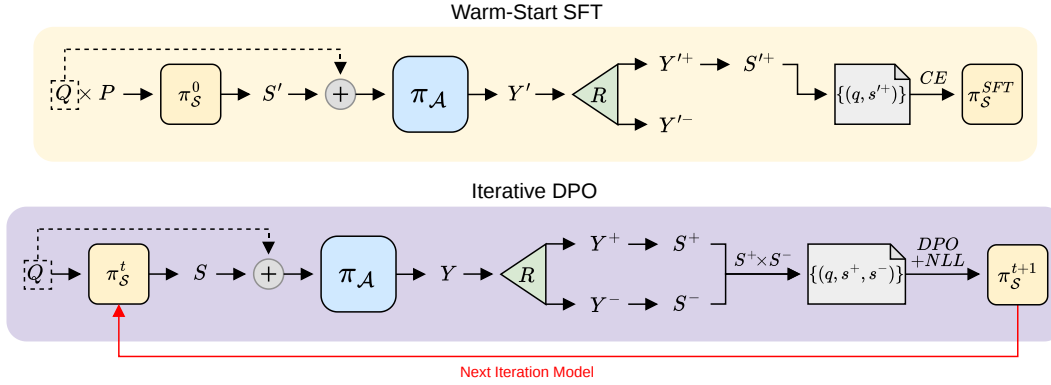 Warm-Start SFT
Q × P π_S^0 S′ + π_A Y′ R Y′+ S′+ {(q, s′+)} CE π_S^SFT
Y′−
Iterative DPO
Q π_S^t S + π_A Y R Y+ S+ S+×S− {(q, s+, s−)} DPO +NLL π_S^t+1
Y− S−
Next Iteration Model